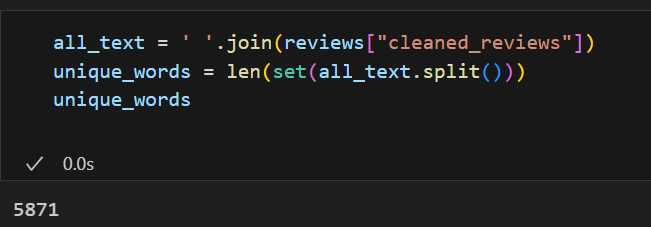 all_text = ' '.join(reviews["cleaned_reviews"])
unique_words = len(set(all_text.split()))
unique_words
0.0s
5871